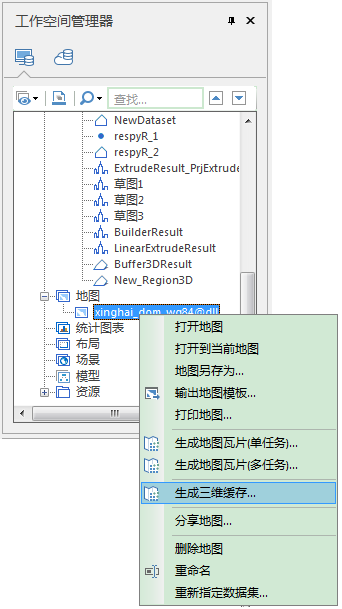 工作空间管理器
查找...
NewDataset
respyR_1
respyR_2
ExtrudeResult_PrjExtrude
草图1
草图2
草图3
BuilderResult
LinearExtrudeResult
Buffer3DResult
New_Region3D
地图
xinghai_dom_wg84@dll
统计图表
布局
场景
模型
资源
打开地图
打开到当前地图
地图另存为...
输出地图模板...
打印地图...
生成地图瓦片(单任务)...
生成地图瓦片(多任务)...
生成三维缓存...
分享地图...
删除地图
重命名
重新指定数据集...